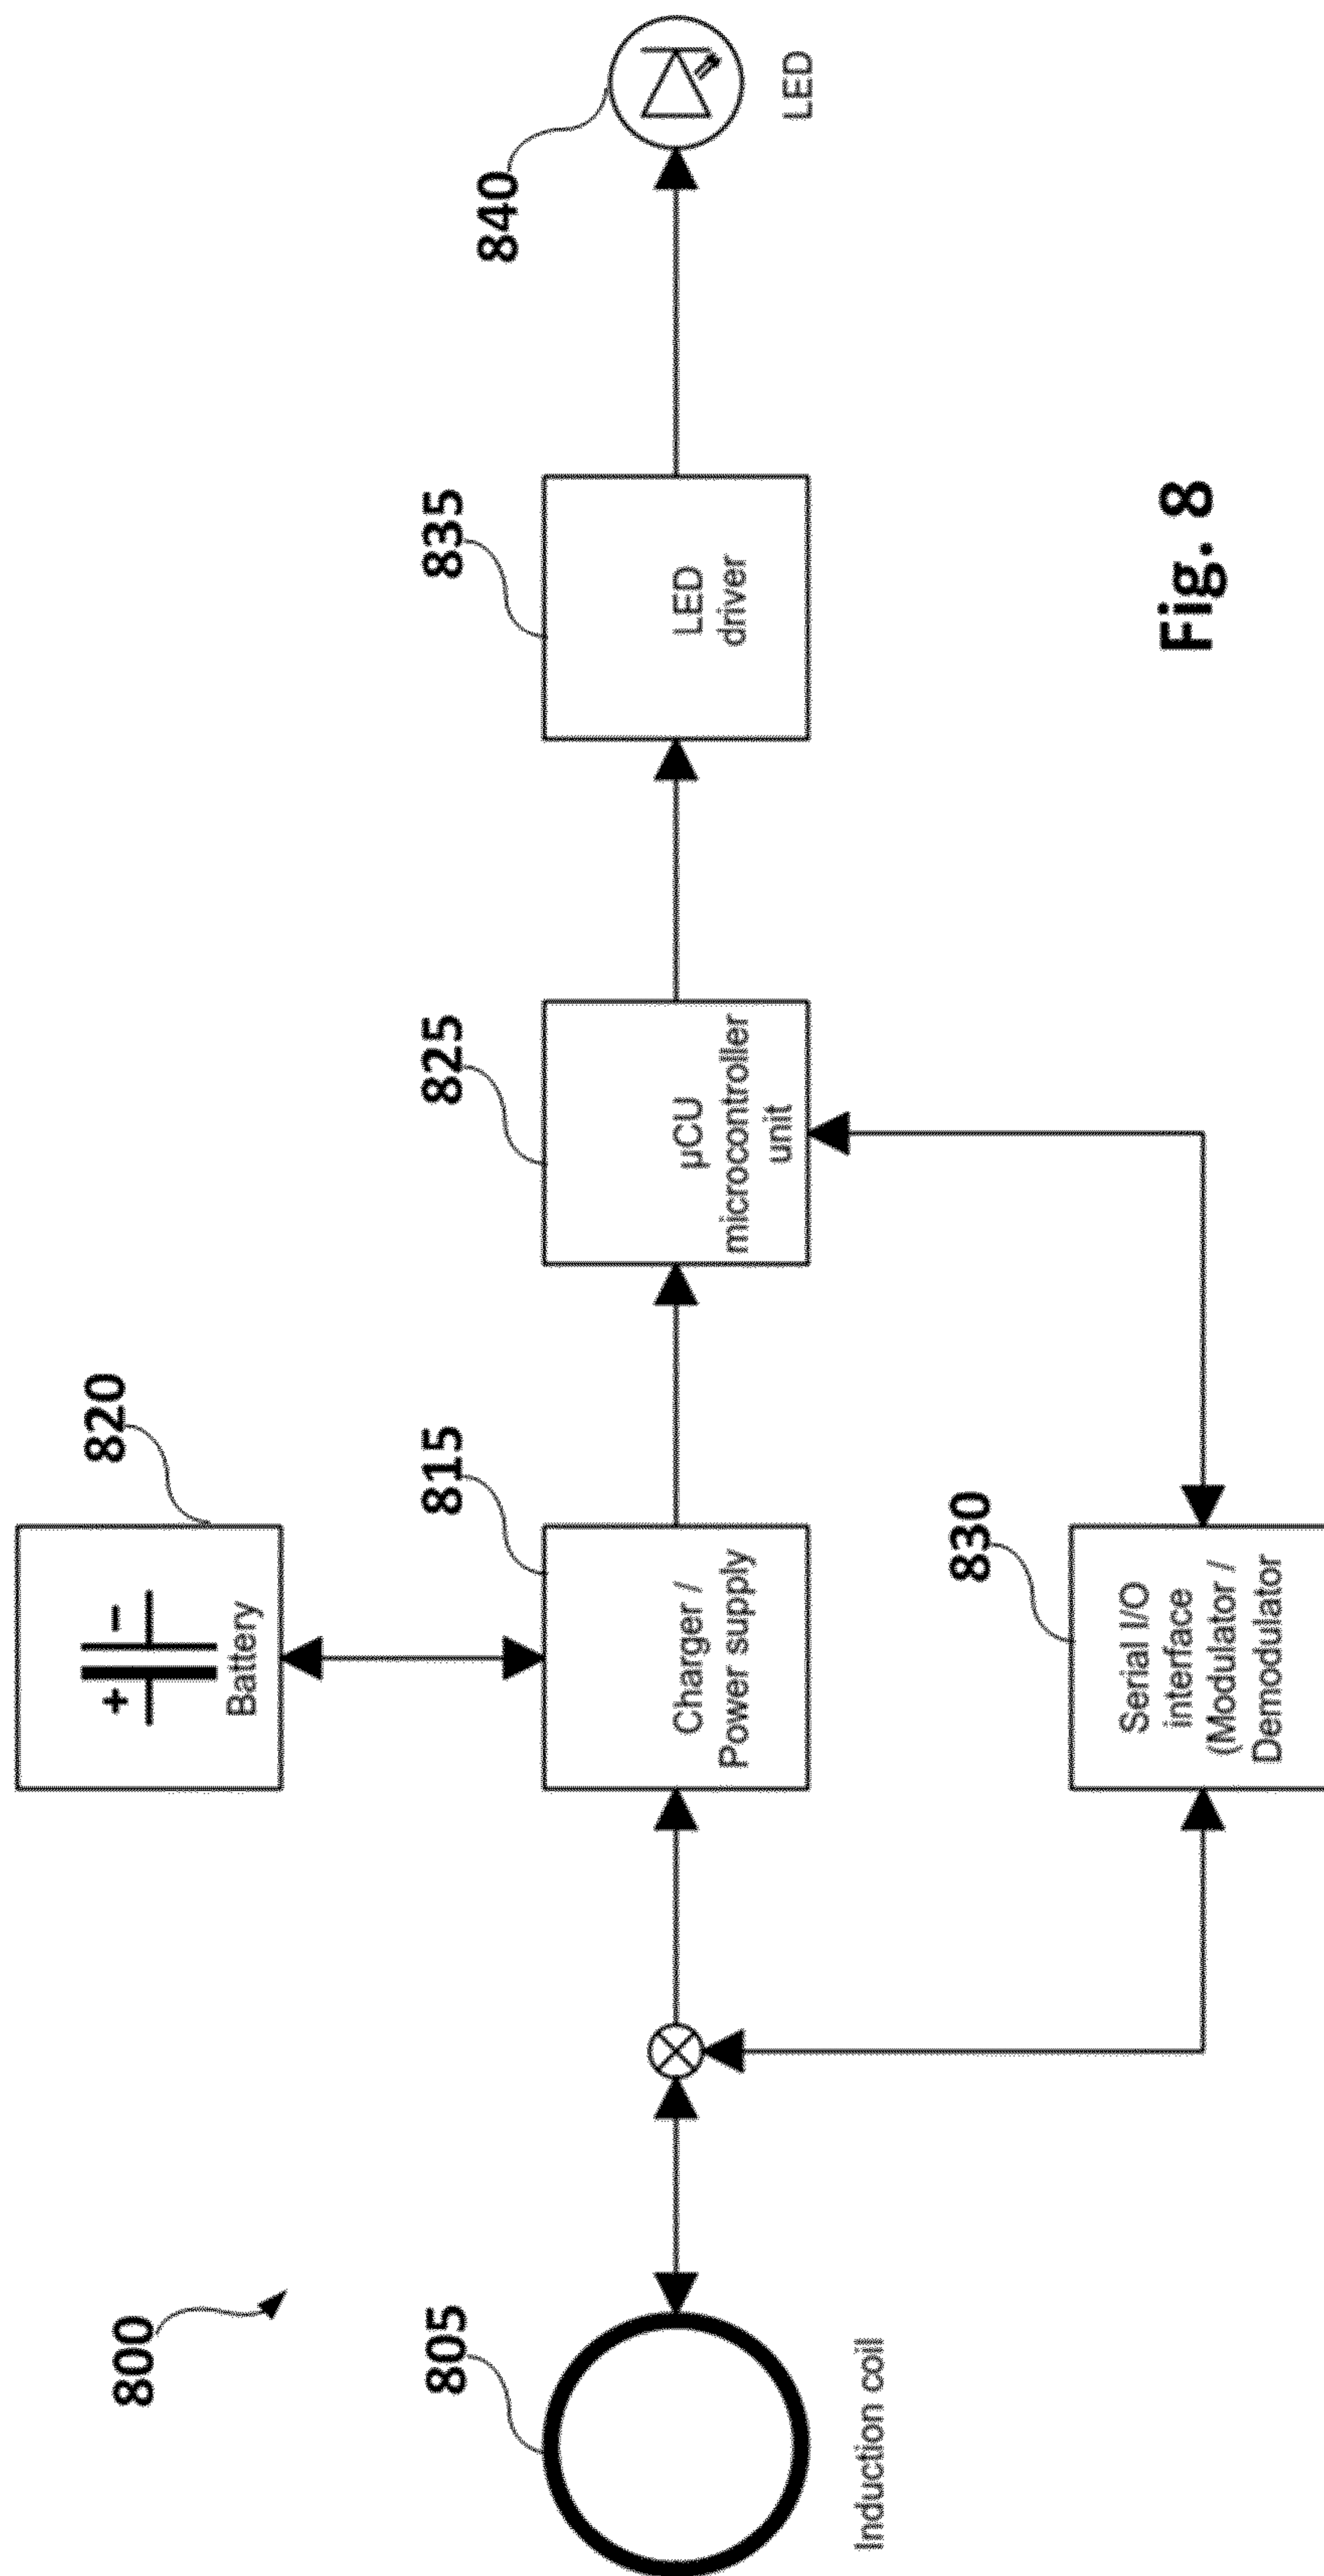 800
805
Induction coil
820
+ -
Battery
815
Charger /
Power supply
830
Serial I/O
interface
(Modulator /
Demodulator
825
µCU
microcontroller
unit
835
LED
driver
840
LED
Fig. 8